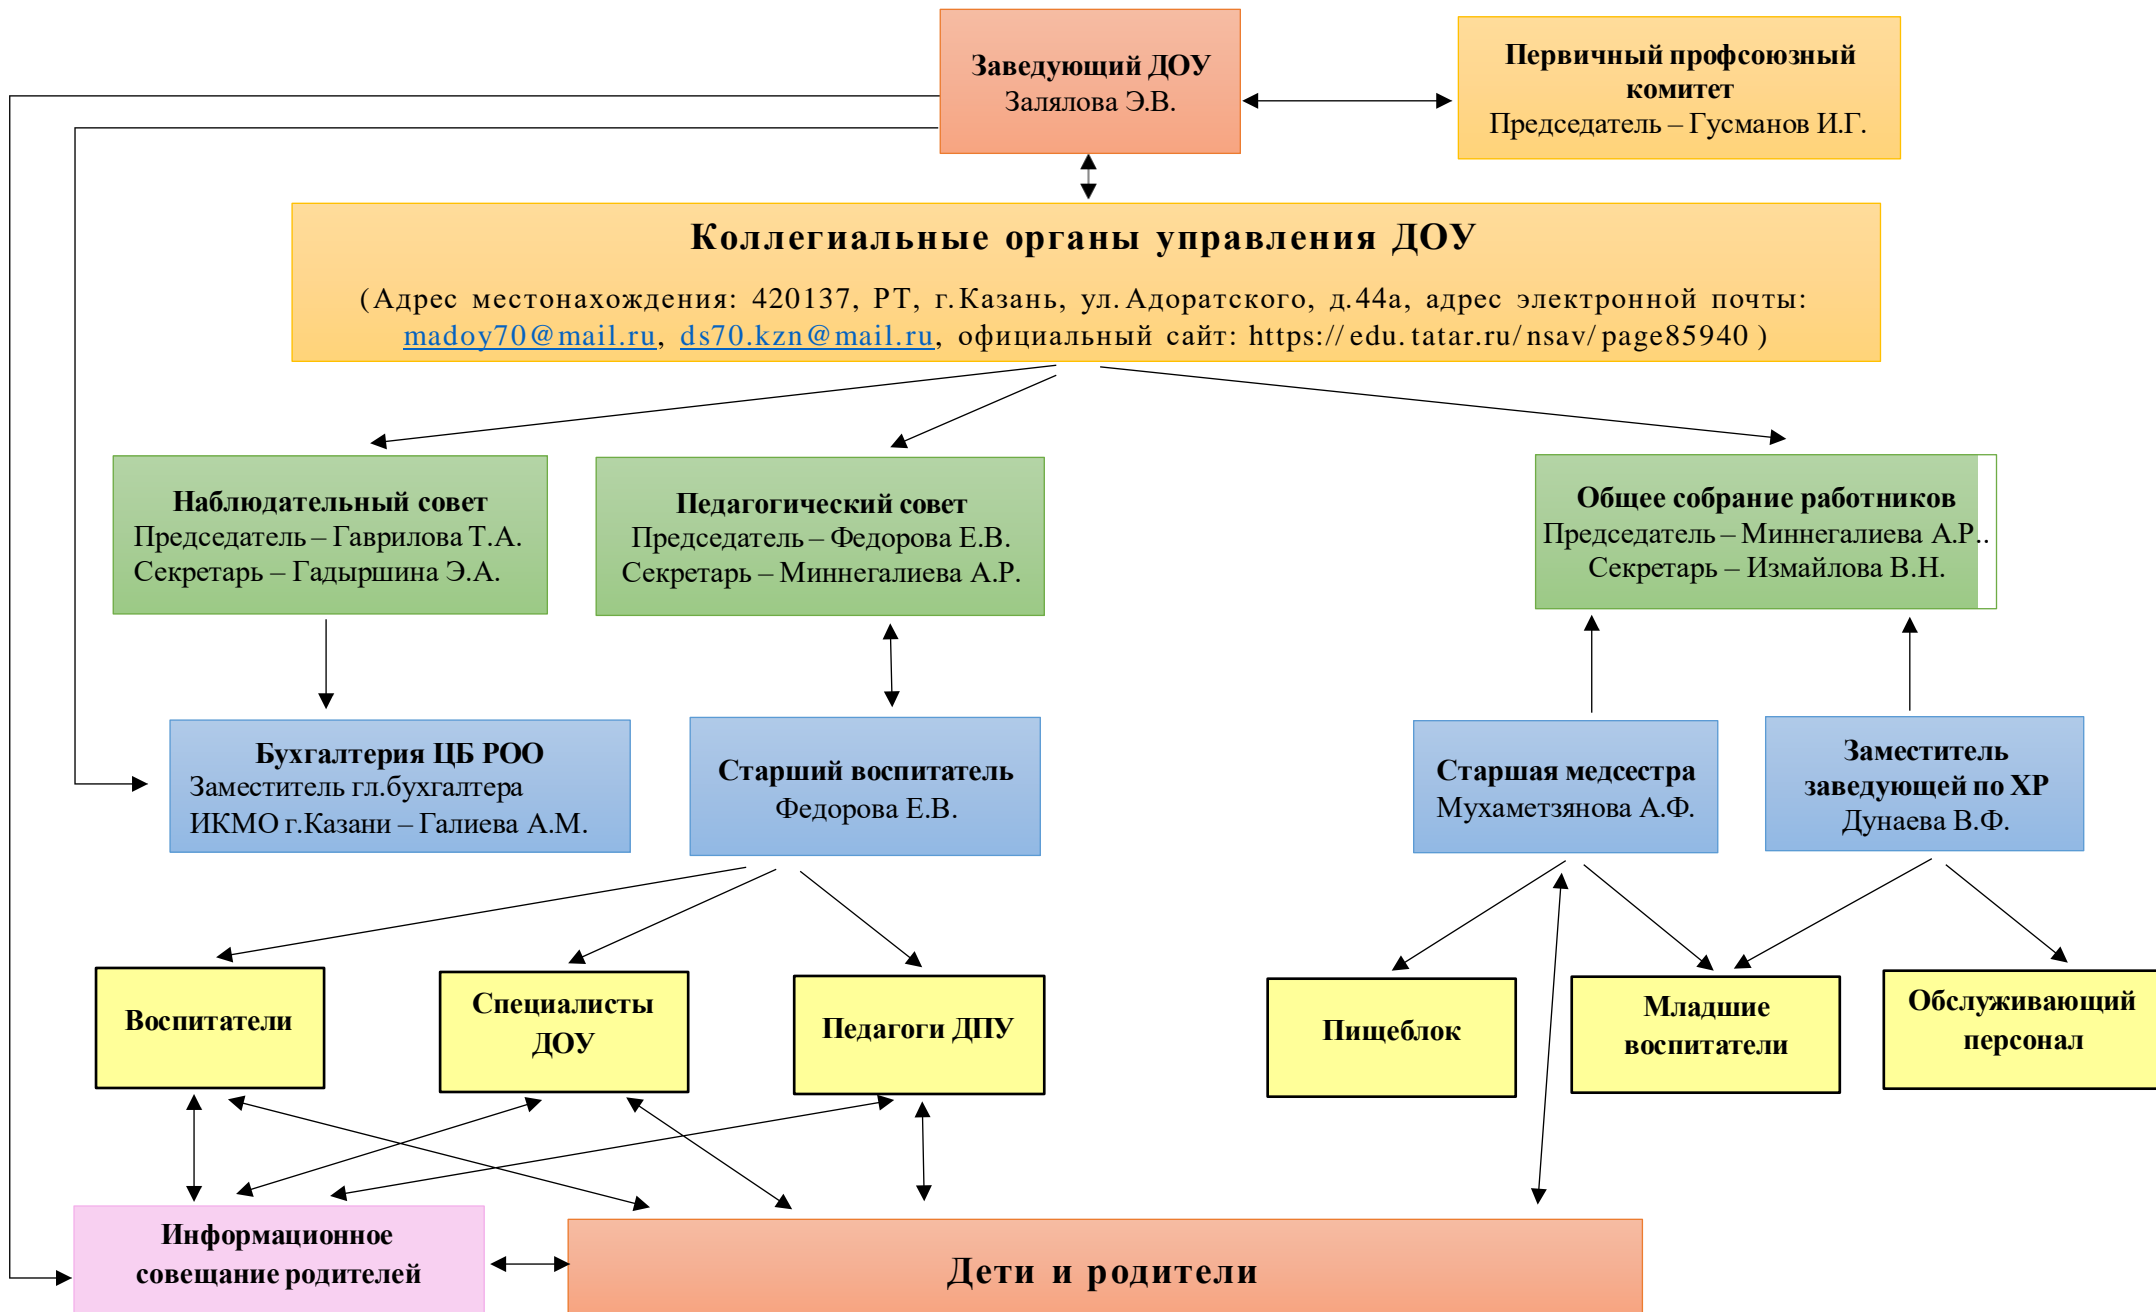 Заведующий ДОУ
Залялова Э.В.
Первичный профсоюзный
комитет
Председатель – Гусманов И.Г.
Коллегиальные органы управления ДОУ
(Адрес местонахождения: 420137, РТ, г.Казань, ул.Адоратского, д.44а, адрес электронной почты:
madoy70@mail.ru, ds70.kzn@mail.ru, официальный сайт: https://edu.tatar.ru/nsav/page85940 )
Наблюдательный совет
Председатель – Гаврилова Т.А.
Секретарь – Гадыршина Э.А.
Педагогический совет
Председатель – Федорова Е.В.
Секретарь – Миннегалиева А.Р.
Общее собрание работников
Председатель – Миннегалиева А.Р..
Секретарь – Измайлова В.Н.
Бухгалтерия ЦБ РОО
Заместитель гл.бухгалтера
ИКМО г.Казани – Галиева А.М.
Старший воспитатель
Федорова Е.В.
Старшая медсестра
Мухаметзянова А.Ф.
Заместитель
заведующей по ХР
Дунаева В.Ф.
Воспитатели
Специалисты
ДОУ
Педагоги ДПУ
Пищеблок
Младшие
воспитатели
Обслуживающий
персонал
Информационное
совещание родителей
Дети и родители